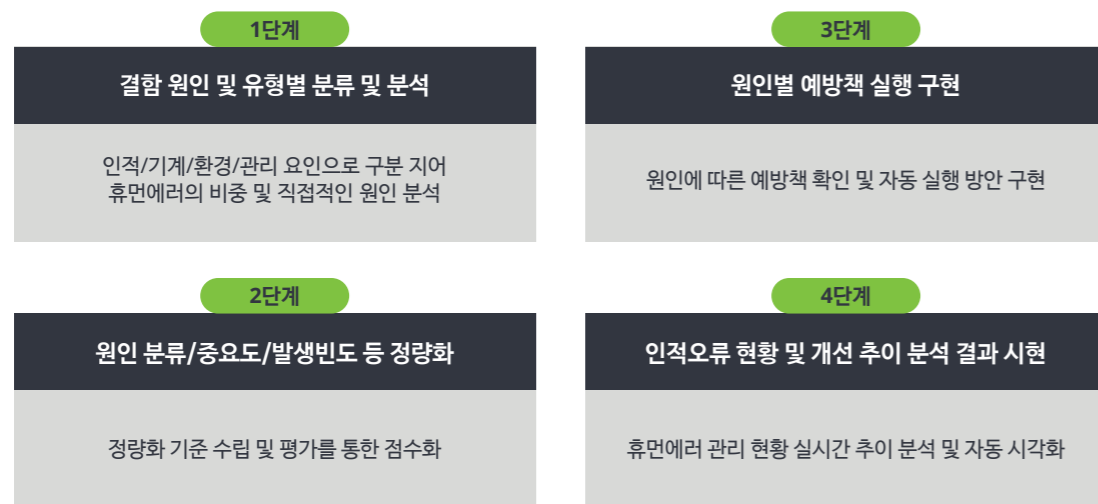 1단계
결함 원인 및 유형별 분류 및 분석
인적/기계/환경/관리 요인으로 구분 지어
휴먼에러의 비중 및 직접적인 원인 분석
2단계
원인 분류/중요도/발생빈도 등 정량화
정량화 기준 수립 및 평가를 통한 점수화
3단계
원인별 예방책 실행 구현
원인에 따른 예방책 확인 및 자동 실행 방안 구현
4단계
인적오류 현황 및 개선 추이 분석 결과 시현
휴먼에러 관리 현황 실시간 추이 분석 및 자동 시각화